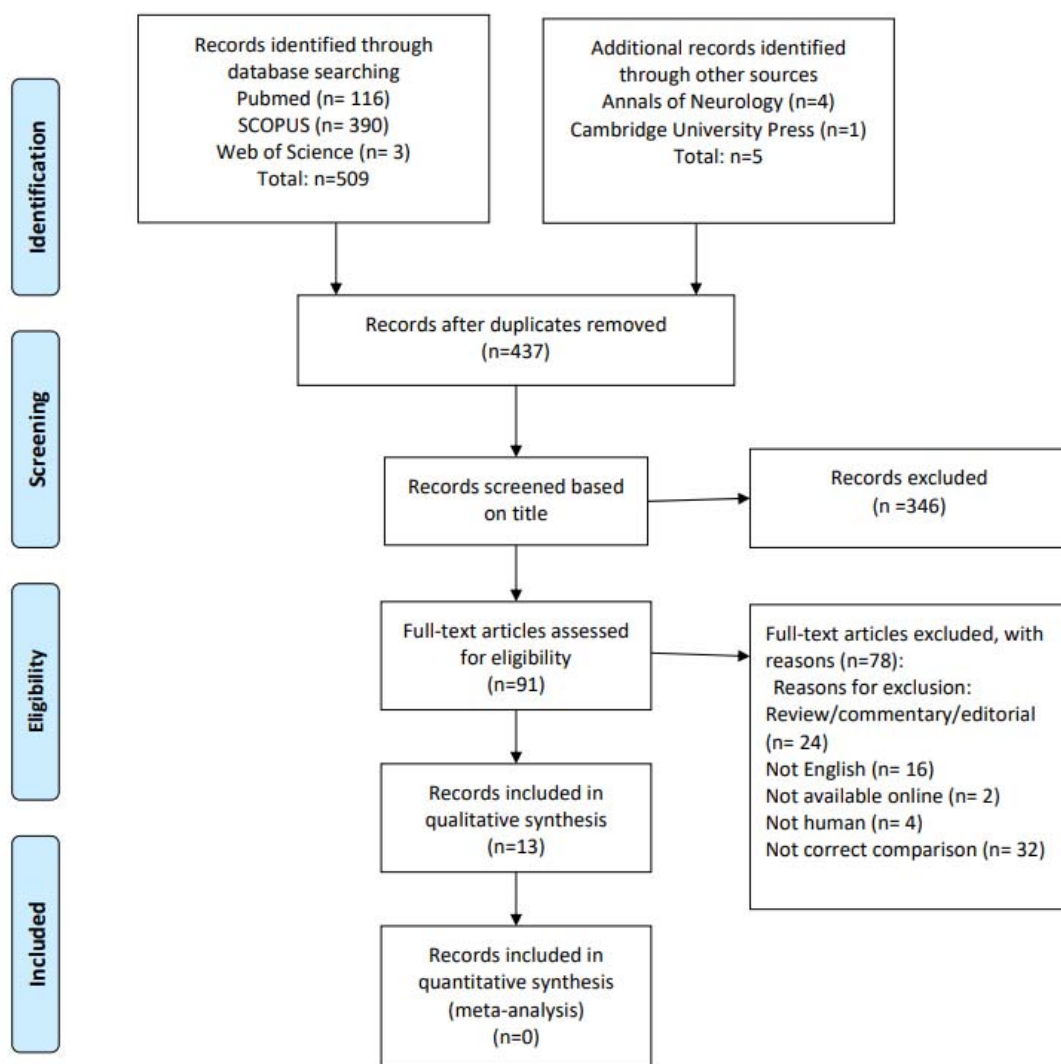 Records identified through
database searching
Pubmed (n= 116)
SCOPUS (n= 390)
Web of Science (n= 3)
Total: n=509
Additional records identified
through other sources
Annals of Neurology (n=4)
Cambridge University Press (n=1)
Total: n=5
Identification
Records after duplicates removed
(n=437)
Screening
Records screened based
on title
Records excluded
(n =346)
Eligibility
Full-text articles assessed
for eligibility
(n=91)
Full-text articles excluded, with
reasons (n=78):
Reasons for exclusion:
Review/commentary/editorial
(n= 24)
Not English (n= 16)
Not available online (n= 2)
Not human (n= 4)
Not correct comparison (n= 32)
Records included in
qualitative synthesis
(n=13)
Included
Records included in
quantitative synthesis
(meta-analysis)
(n=0)